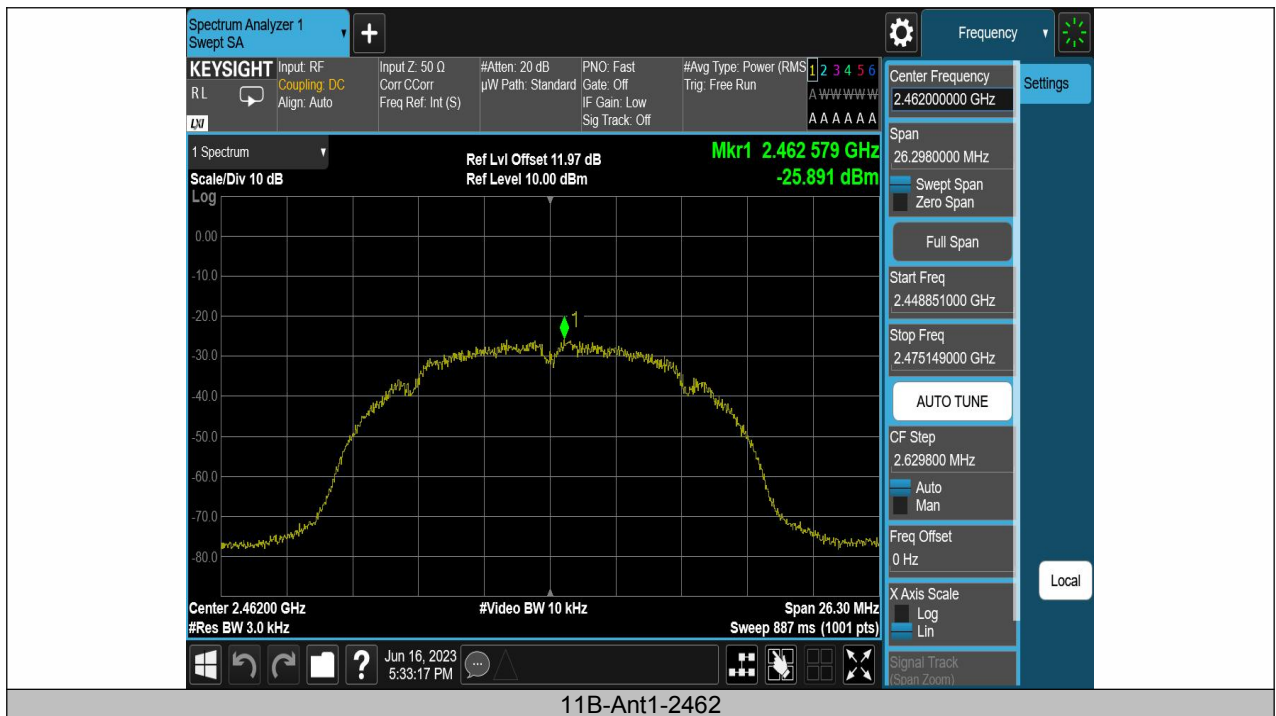 Spectrum Analyzer 1
Swept SA
+
Frequency
KEYSIGHT
RL
LXI
Input: RF
Coupling: DC
Align: Auto
Input Z: 50 Ω
Corr CCorr
Freq Ref: Int (S)
#Atten: 20 dB
µW Path: Standard
PNO: Fast
Gate: Off
IF Gain: Low
Sig Track: Off
#Avg Type: Power (RMS
Trig: Free Run
1 2 3 4 5 6
A W W W W W
A A A A A A
1 Spectrum
Scale/Div 10 dB
Log
Ref Lvl Offset 11.97 dB
Ref Level 10.00 dBm
Mkr1 2.462 579 GHz
-25.891 dBm
0.00
-10.0
-20.0
-30.0
-40.0
-50.0
-60.0
-70.0
-80.0
1
Center 2.46200 GHz
#Res BW 3.0 kHz
#Video BW 10 kHz
Span 26.30 MHz
Sweep 887 ms (1001 pts)
Center Frequency
2.462000000 GHz
Span
26.2980000 MHz
Swept Span
Zero Span
Full Span
Start Freq
2.448851000 GHz
Stop Freq
2.475149000 GHz
AUTO TUNE
CF Step
2.629800 MHz
Auto
Man
Freq Offset
0 Hz
X Axis Scale
Log
Lin
Signal Track
(Span Zoom)
Settings
Local
?
Jun 16, 2023
5:33:17 PM
11B-Ant1-2462